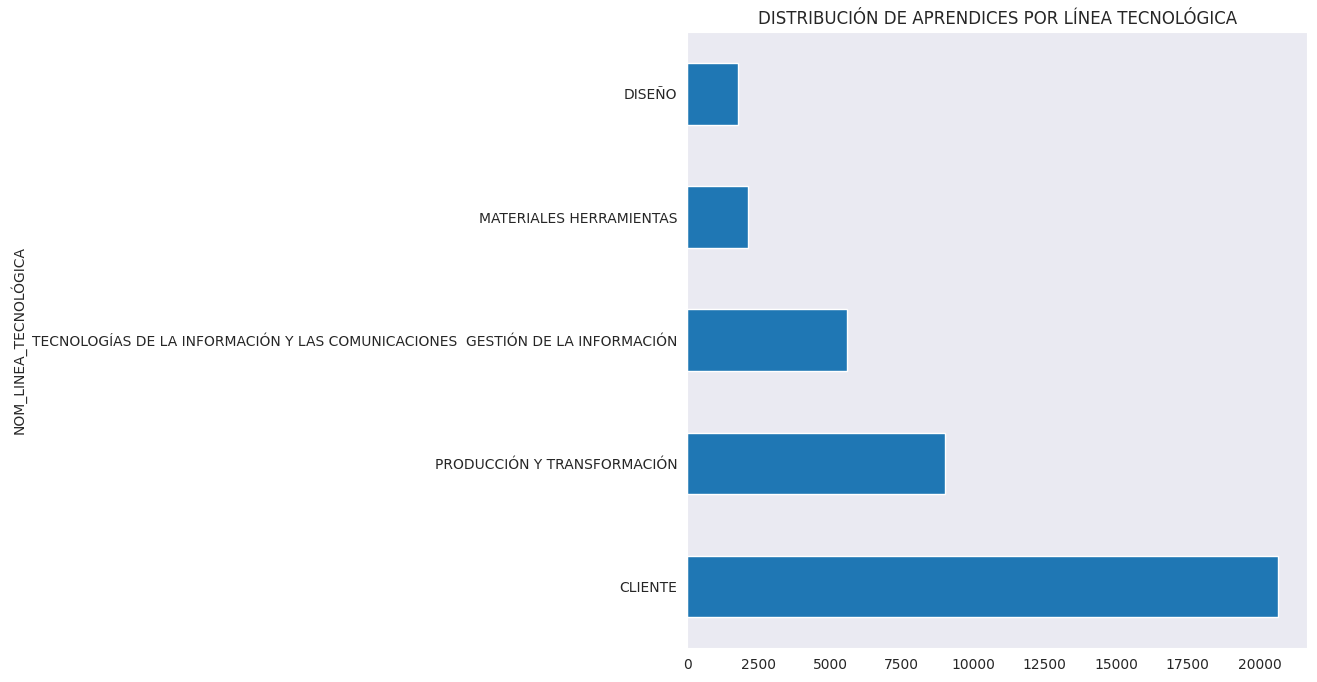 DISTRIBUCIÓN DE APRENDICES POR LÍNEA TECNOLÓGICA
NOM_LINEA_TECNOLÓGICA
DISEÑO
MATERIALES HERRAMIENTAS
TECNOLOGÍAS DE LA INFORMACIÓN Y LAS COMUNICACIONES  GESTIÓN DE LA INFORMACIÓN
PRODUCCIÓN Y TRANSFORMACIÓN
CLIENTE
0 2500 5000 7500 10000 12500 15000 17500 20000